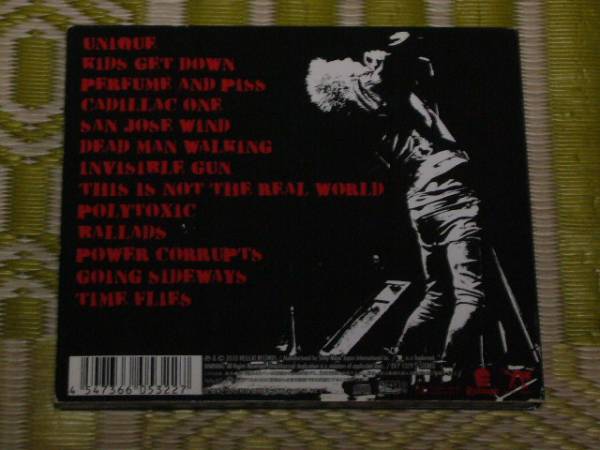 UNIQUE
KIDS GET DOWN
PERFUME AND PISS
CADILLAC ONE
SAN JOSE WIND
DEAD MAN WALKING
INVISIBLE GUN
THIS IS NOT THE REAL WORLD
POLYTOXIC
BALLADS
POWER CORRUPTS
GOING SIDEWAYS
TIME FLIES
4 547366 053227